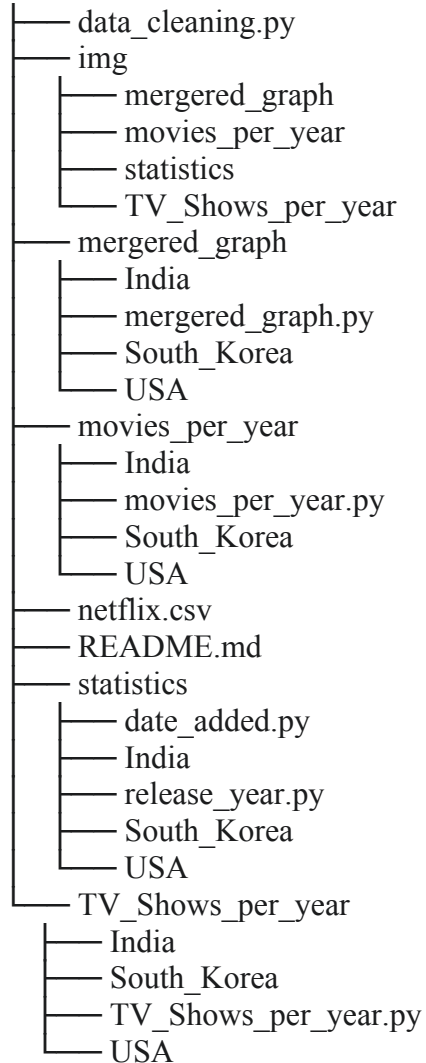 data_cleaning.py
img
mergered_graph
movies_per_year
statistics
TV_Shows_per_year
mergered_graph
India
mergered_graph.py
South_Korea
USA
movies_per_year
India
movies_per_year.py
South_Korea
USA
netflix.csv
README.md
statistics
date_added.py
India
release_year.py
South_Korea
USA
TV_Shows_per_year
India
South_Korea
TV_Shows_per_year.py
USA